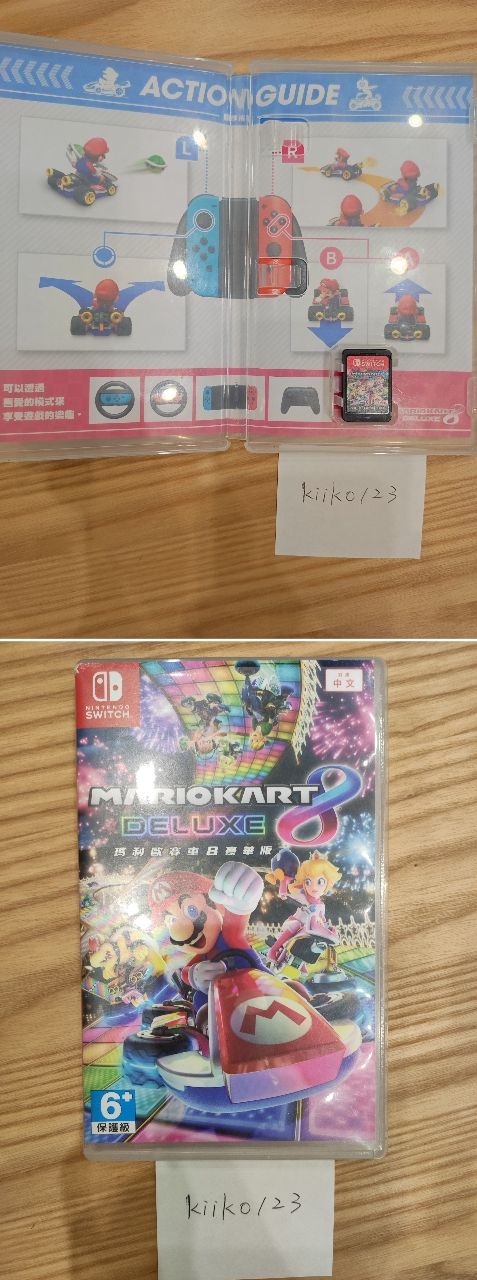 ACTION GUIDE
L
R
B
A
可以透過
喜愛的模式來
享受遊戲的樂趣。
SWITCH
MARIOKART 8
DELUXE
kiiko123
NINTENDO
SWITCH
中文
MARIOKART 8
DELUXE
瑪利歐賽車8豪華版
M
6+
保護級
kiiko123